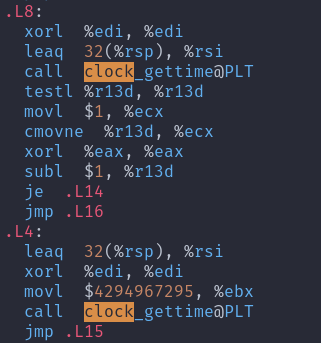 .L8:
xorl %edi, %edi
leaq 32(%rsp), %rsi
call clock_gettime@PLT
testl %r13d, %r13d
movl $1, %ecx
cmovne %r13d, %ecx
xorl %eax, %eax
subl $1, %r13d
je .L14
jmp .L16
.L4:
leaq 32(%rsp), %rsi
xorl %edi, %edi
movl $4294967295, %ebx
call clock_gettime@PLT
jmp .L15